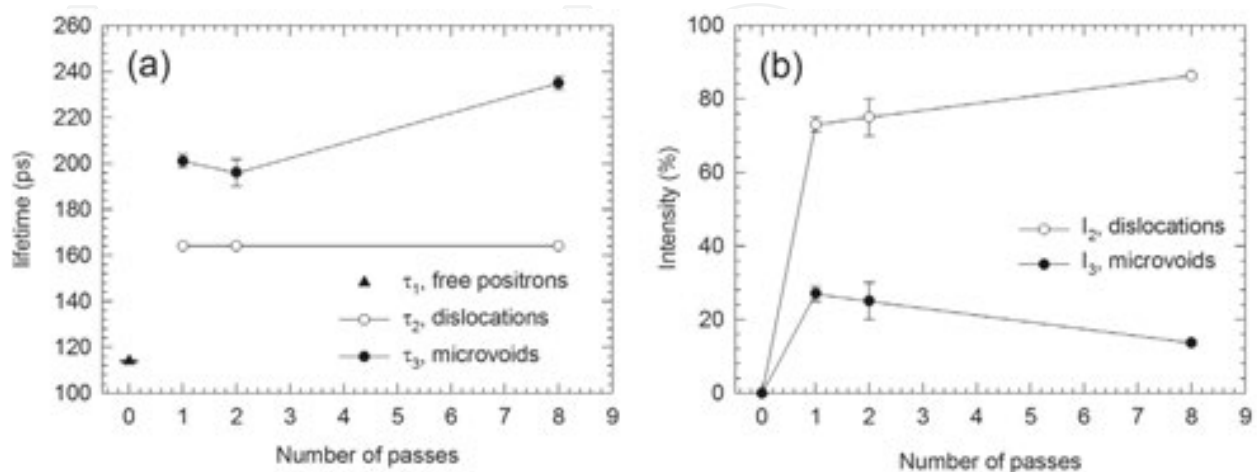 (a)
260
240
220
200
180
160
140
120
100
lifetime (ps)
τ1, free positrons
τ2, dislocations
τ3, microvoids
0 1 2 3 4 5 6 7 8 9
Number of passes
(b)
100
80
60
40
20
0
Intensity (%)
I2, dislocations
I3, microvoids
0 1 2 3 4 5 6 7 8 9
Number of passes